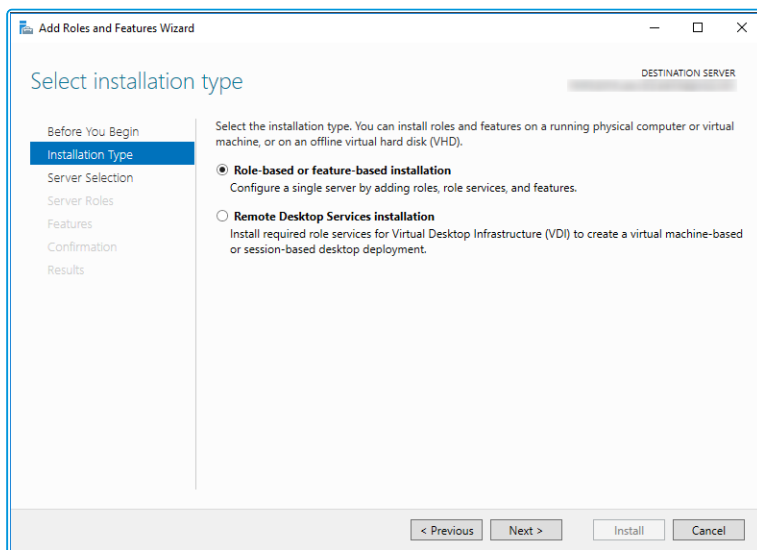 Add Roles and Features Wizard
Select installation type
DESTINATION SERVER
Before You Begin
Installation Type
Server Selection
Server Roles
Features
Confirmation
Results
Select the installation type. You can install roles and features on a running physical computer or virtual
machine, or on an offline virtual hard disk (VHD).
Role-based or feature-based installation
Configure a single server by adding roles, role services, and features.
Remote Desktop Services installation
Install required role services for Virtual Desktop Infrastructure (VDI) to create a virtual machine-based
or session-based desktop deployment.
< Previous Next > Install Cancel